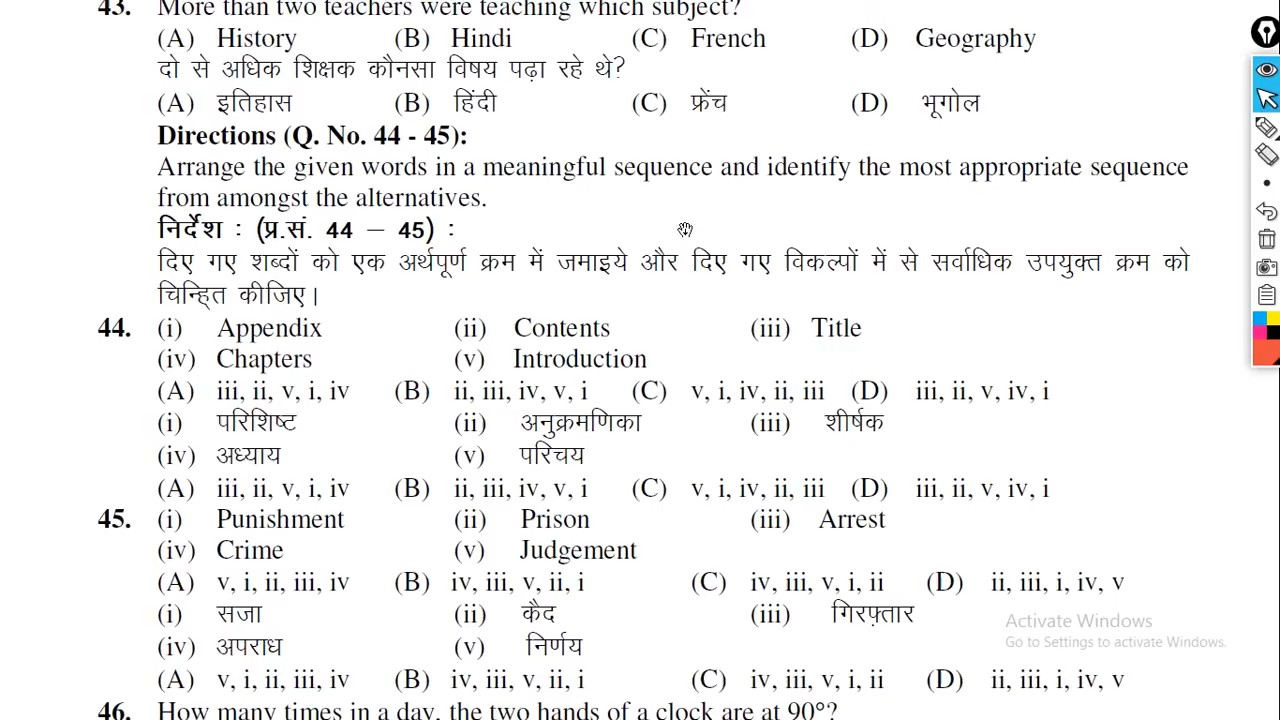 43. More than two teachers were teaching which subject?
(A) History (B) Hindi (C) French (D) Geography
दो से अधिक शिक्षक कौनसा विषय पढ़ा रहे थे?
(A) इतिहास (B) हिंदी (C) फ्रेंच (D) भूगोल
Directions (Q. No. 44 - 45):
Arrange the given words in a meaningful sequence and identify the most appropriate sequence
from amongst the alternatives.
निर्देश : (प्र.सं. 44 – 45) :
दिए गए शब्दों को एक अर्थपूर्ण क्रम में जमाइये और दिए गए विकल्पों में से सर्वाधिक उपयुक्त क्रम को
चिन्हित कीजिए।
44. (i) Appendix (ii) Contents (iii) Title
(iv) Chapters (v) Introduction
(A) iii, ii, v, i, iv (B) ii, iii, iv, v, i (C) v, i, iv, ii, iii (D) iii, ii, v, iv, i
(i) परिशिष्ट (ii) अनुक्रमणिका (iii) शीर्षक
(iv) अध्याय (v) परिचय
(A) iii, ii, v, i, iv (B) ii, iii, iv, v, i (C) v, i, iv, ii, iii (D) iii, ii, v, iv, i
45. (i) Punishment (ii) Prison (iii) Arrest
(iv) Crime (v) Judgement
(A) v, i, ii, iii, iv (B) iv, iii, v, ii, i (C) iv, iii, v, i, ii (D) ii, iii, i, iv, v
(i) सजा (ii) कैद (iii) गिरफ़्तार
Activate Windows
Go to Settings to activate Windows.
(iv) अपराध (v) निर्णय
(A) v, i, ii, iii, iv (B) iv, iii, v, ii, i (C) iv, iii, v, i, ii (D) ii, iii, i, iv, v
46. How many times in a day, the two hands of a clock are at 90°?